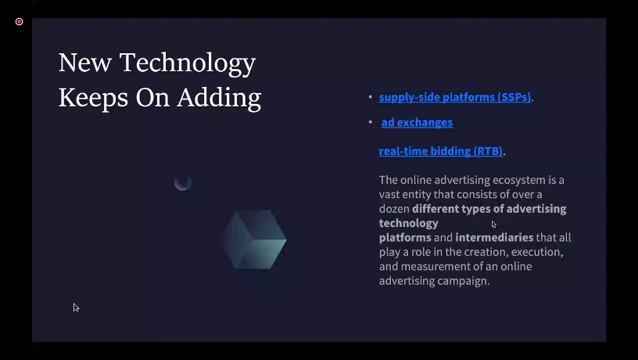 New Technology
Keeps On Adding
• supply-side platforms (SSPs).
• ad exchanges
real-time bidding (RTB).
The online advertising ecosystem is a
vast entity that consists of over a
dozen different types of advertising
technology
platforms and intermediaries that all
play a role in the creation, execution,
and measurement of an online
advertising campaign.